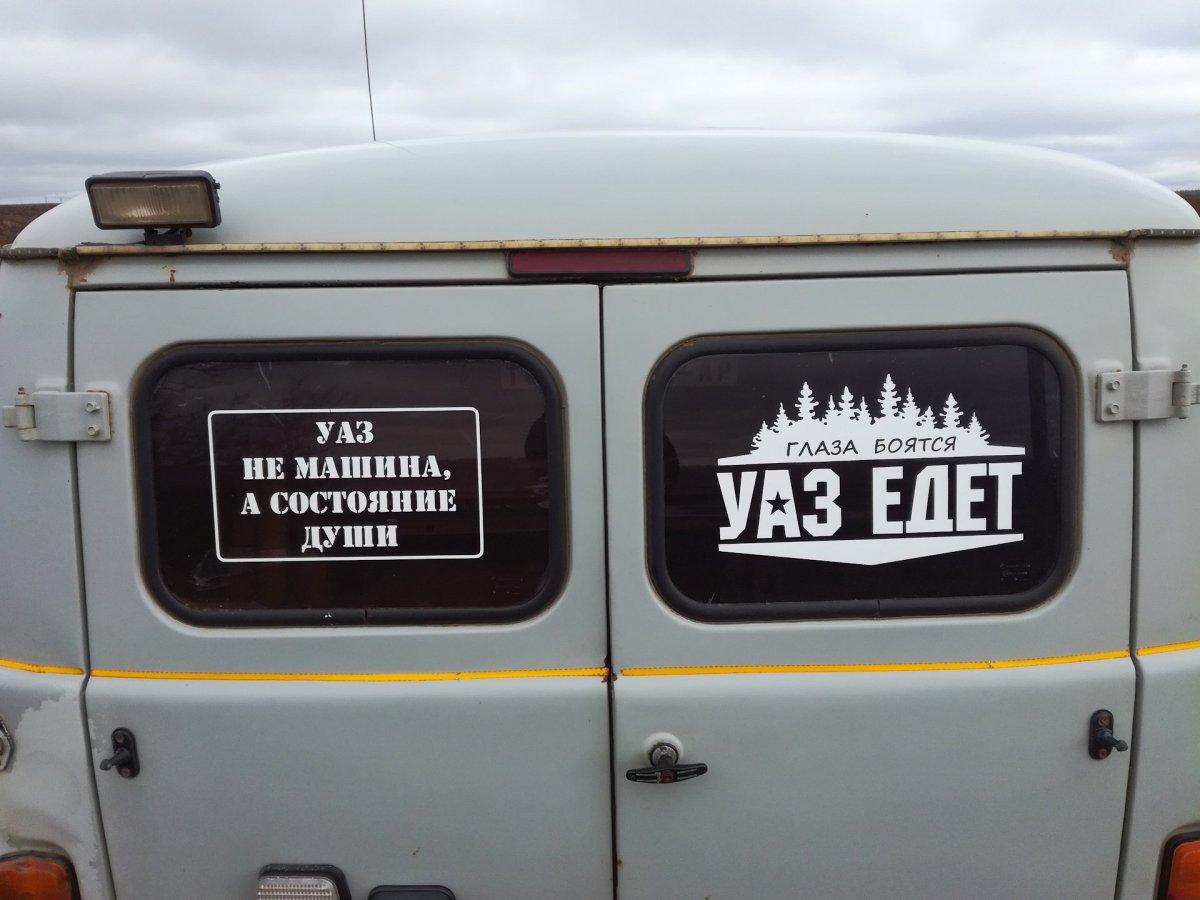 УАЗ
НЕ МАШИНА,
А СОСТОЯНИЕ
ДУШИ
ГЛАЗА БОЯТСЯ
УАЗ ЕДЕТ